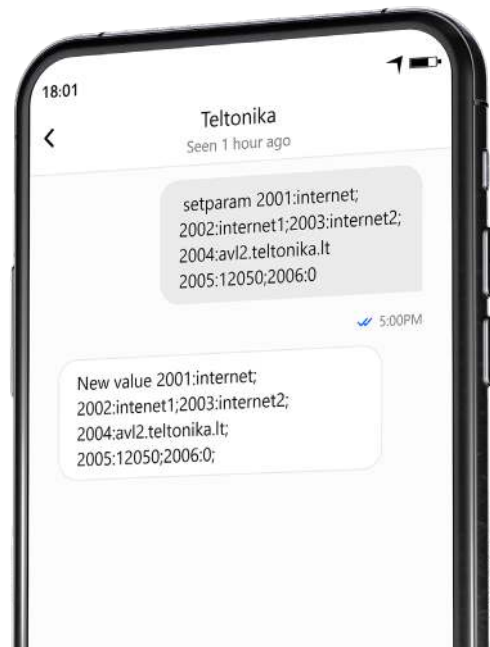 18:01
Teltonika
Seen 1 hour ago
setparam 2001:internet;
2002:internet1;2003:internet2;
2004:avl2.teltonika.lt
2005:12050;2006:0
5:00PM
New value 2001:internet;
2002:intenet1;2003:internet2;
2004:avl2.teltonika.lt;
2005:12050;2006:0;